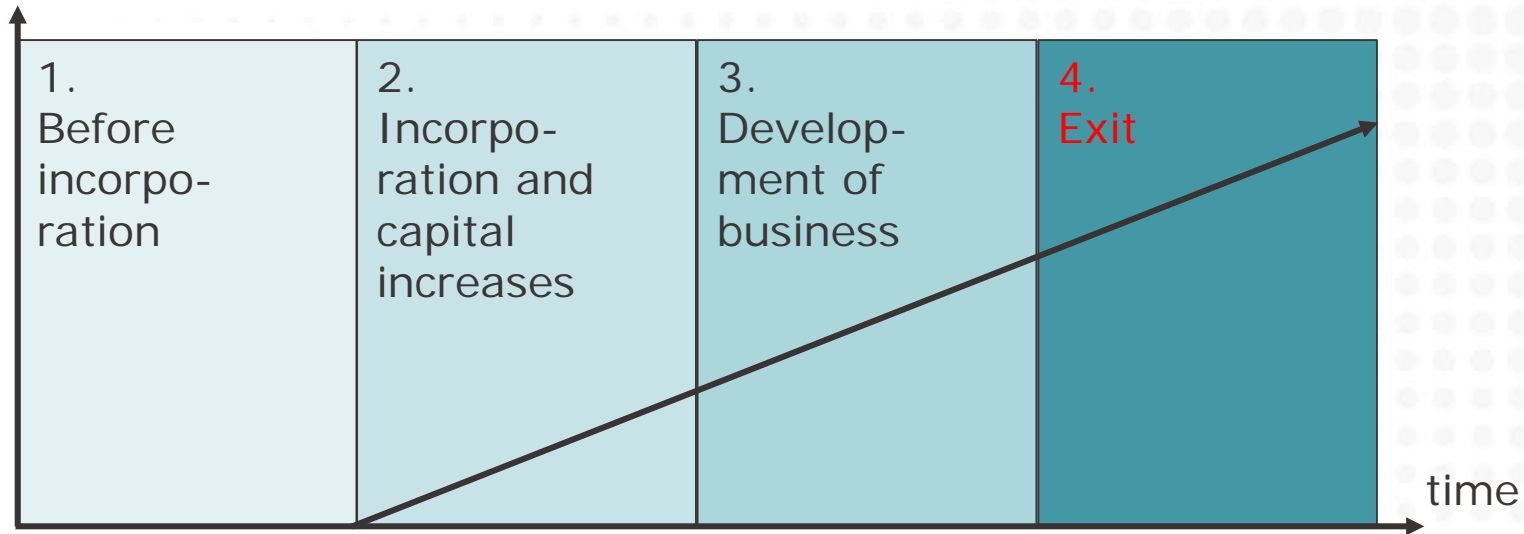 1.
Before
incorpo-
ration
2.
Incorpo-
ration and
capital
increases
3.
Develop-
ment of
business
4.
Exit
time